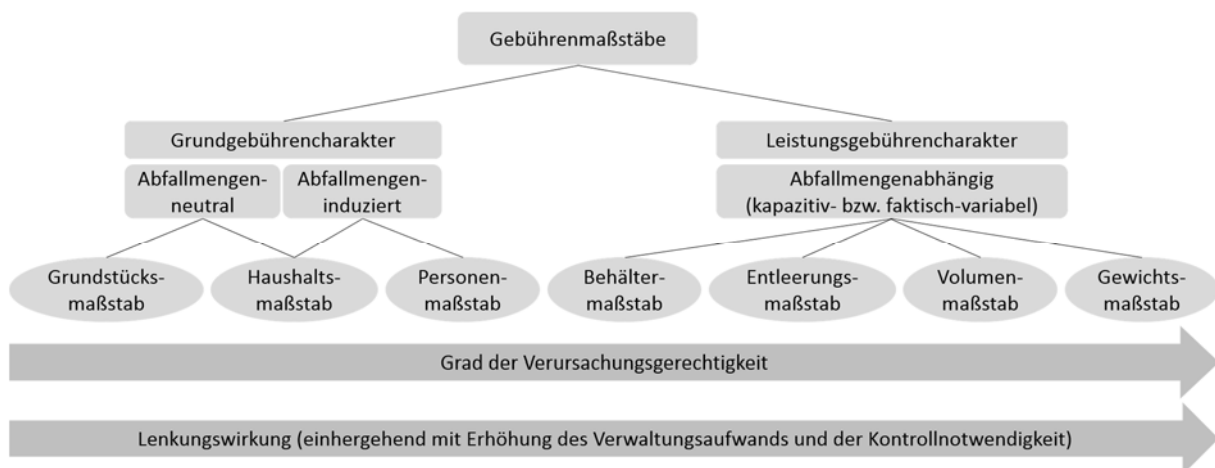 Gebührenmaßstäbe
Grundgebührencharakter
Leistungsgebührencharakter
Abfallmengen-
neutral
Abfallmengen-
induziert
Abfallmengenabhängig
(kapazitiv- bzw. faktisch-variabel)
Grundstücks-
maßstab
Haushalts-
maßstab
Personen-
maßstab
Behälter-
maßstab
Entleerungs-
maßstab
Volumen-
maßstab
Gewichts-
maßstab
Grad der Verursachungsgerechtigkeit
Lenkungswirkung (einhergehend mit Erhöhung des Verwaltungsaufwands und der Kontrollnotwendigkeit)